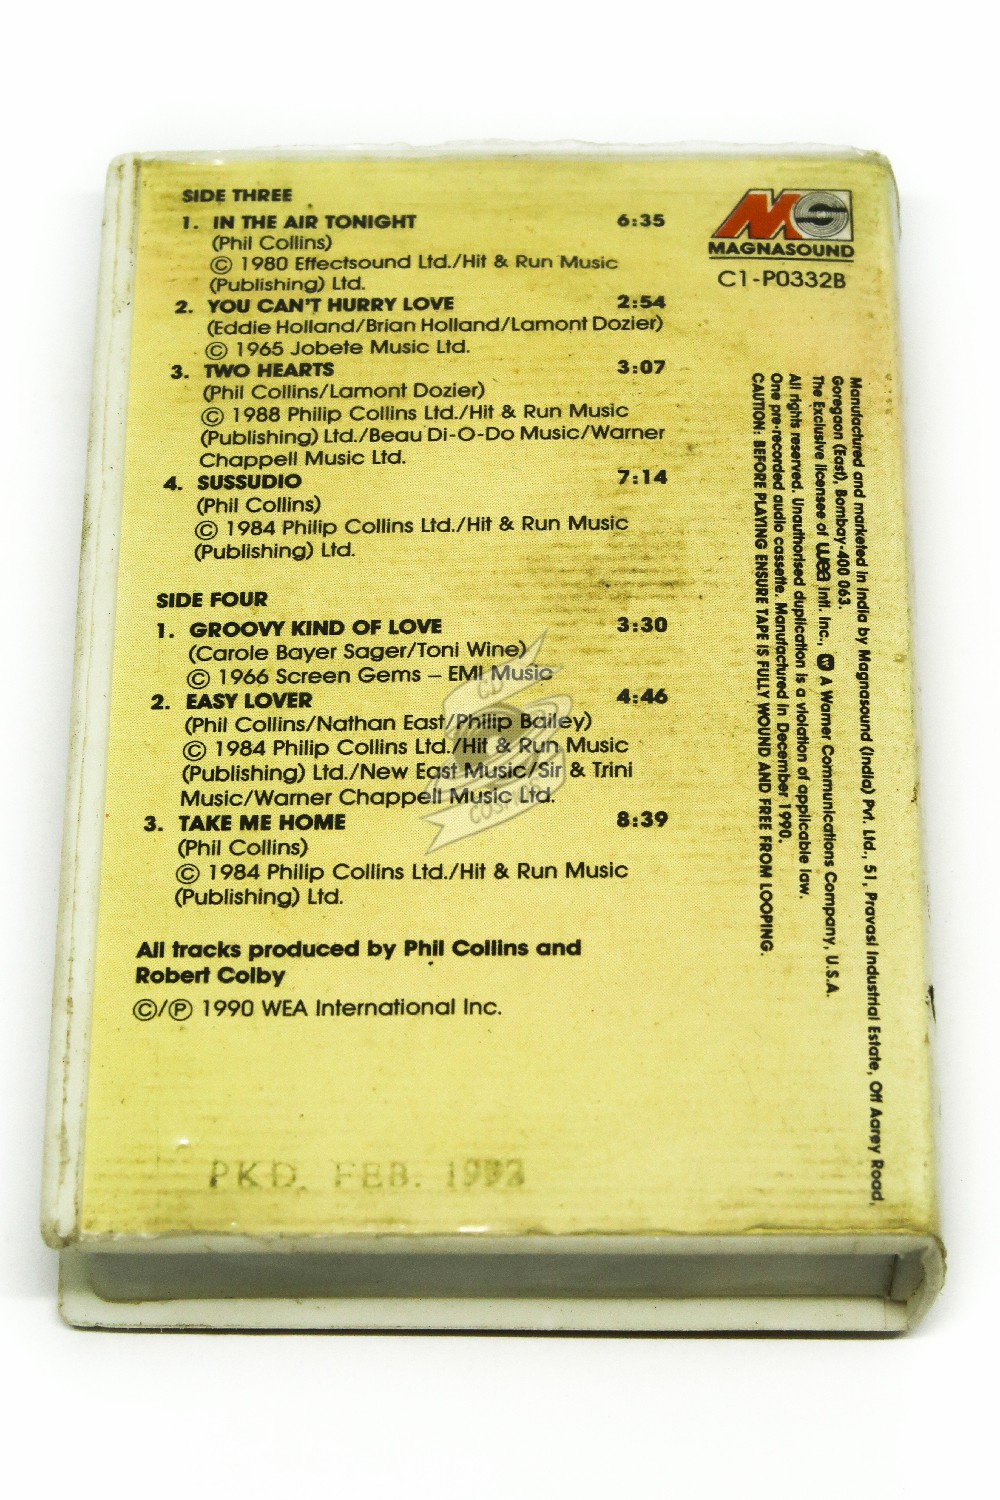 SIDE THREE
1. IN THE AIR TONIGHT 6:35
(Phil Collins)
© 1980 Effectsound Ltd./Hit & Run Music
(Publishing) Ltd.
2. YOU CAN'T HURRY LOVE 2:54
(Eddie Holland/Brian Holland/Lamont Dozier)
© 1965 Jobete Music Ltd.
3. TWO HEARTS 3:07
(Phil Collins/Lamont Dozier)
© 1988 Philip Collins Ltd./Hit & Run Music
(Publishing) Ltd./Beau Di-O-Do Music/Warner
Chappell Music Ltd.
4. SUSSUDIO 7:14
(Phil Collins)
© 1984 Philip Collins Ltd./Hit & Run Music
(Publishing) Ltd.
SIDE FOUR
1. GROOVY KIND OF LOVE 3:30
(Carole Bayer Sager/Toni Wine)
© 1966 Screen Gems – EMI Music
2. EASY LOVER 4:46
(Phil Collins/Nathan East/Philip Bailey)
© 1984 Philip Collins Ltd./Hit & Run Music
(Publishing) Ltd./New East Music/Sir & Trini
Music/Warner Chappell Music Ltd.
3. TAKE ME HOME 8:39
(Phil Collins)
© 1984 Philip Collins Ltd./Hit & Run Music
(Publishing) Ltd.
All tracks produced by Phil Collins and
Robert Colby
©/℗ 1990 WEA International Inc.
PKD. FEB. 
MAGNASOUND
C1-P0332B
Manufactured and marketed in India by Magnasound (India) Pvt. Ltd., 51, Pravasi Industrial Estate, Off Aarey Road,
Goregaon (East), Bombay-400 063.
The Exclusive licensee of wea Intl. Inc., A Warner Communications Company, U.S.A.
All rights reserved. Unauthorised duplication is a violation of applicable law.
One pre-recorded audio cassette. Manufactured in December 1990.
CAUTION: BEFORE PLAYING ENSURE TAPE IS FULLY WOUND AND FREE FROM LOOPING.
CD
COSMOS